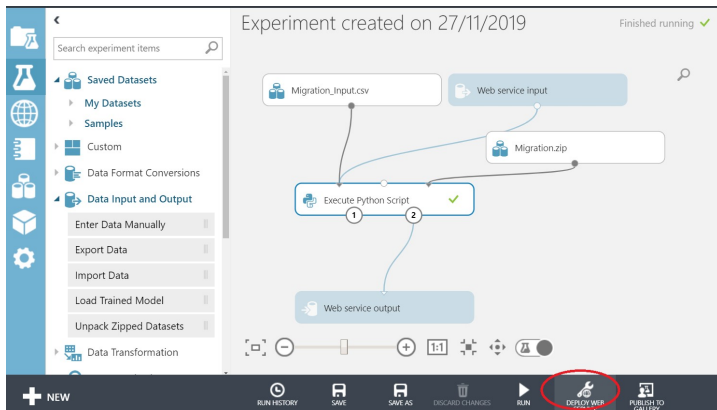 Experiment created on 27/11/2019
Finished running
Search experiment items
Saved Datasets
My Datasets
Samples
Custom
Data Format Conversions
Data Input and Output
Enter Data Manually
Export Data
Import Data
Load Trained Model
Unpack Zipped Datasets
Data Transformation
Migration_Input.csv
Web service input
Migration.zip
Execute Python Script
1
2
Web service output
1:1
NEW
RUN HISTORY
SAVE
SAVE AS
DISCARD CHANGES
RUN
DEPLOY WEB
PUBLISH TO
GALLERY